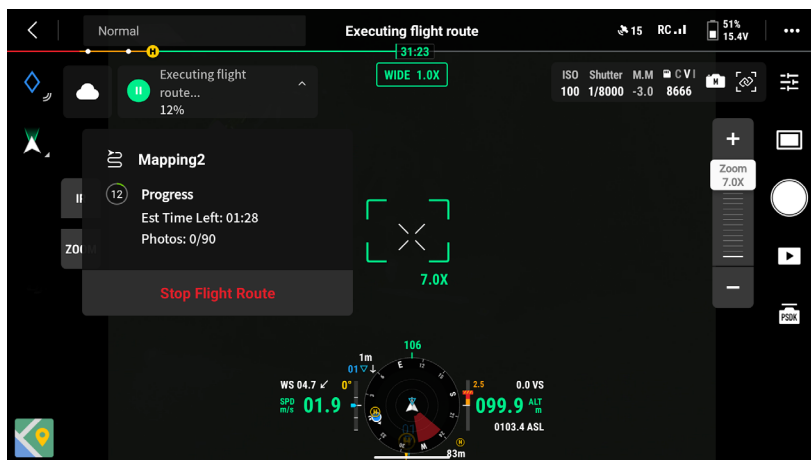 Normal
Executing flight route
15
RC
51%
15.4V
H
31:23
Executing flight
route...
12%
WIDE 1.0X
ISO Shutter M.M C V I
100 1/8000 -3.0 8666
M
Mapping2
12 Progress
Est Time Left: 01:28
Photos: 0/90
Stop Flight Route
ZOO
+
Zoom
7.0X
−
PSDK
7.0X
106
1m
01
E
12
S
W
WS 04.7
0°
SPD
m/s
01.9
2.5
0.0 VS
099.9
ALT
m
0103.4 ASL
H
83m